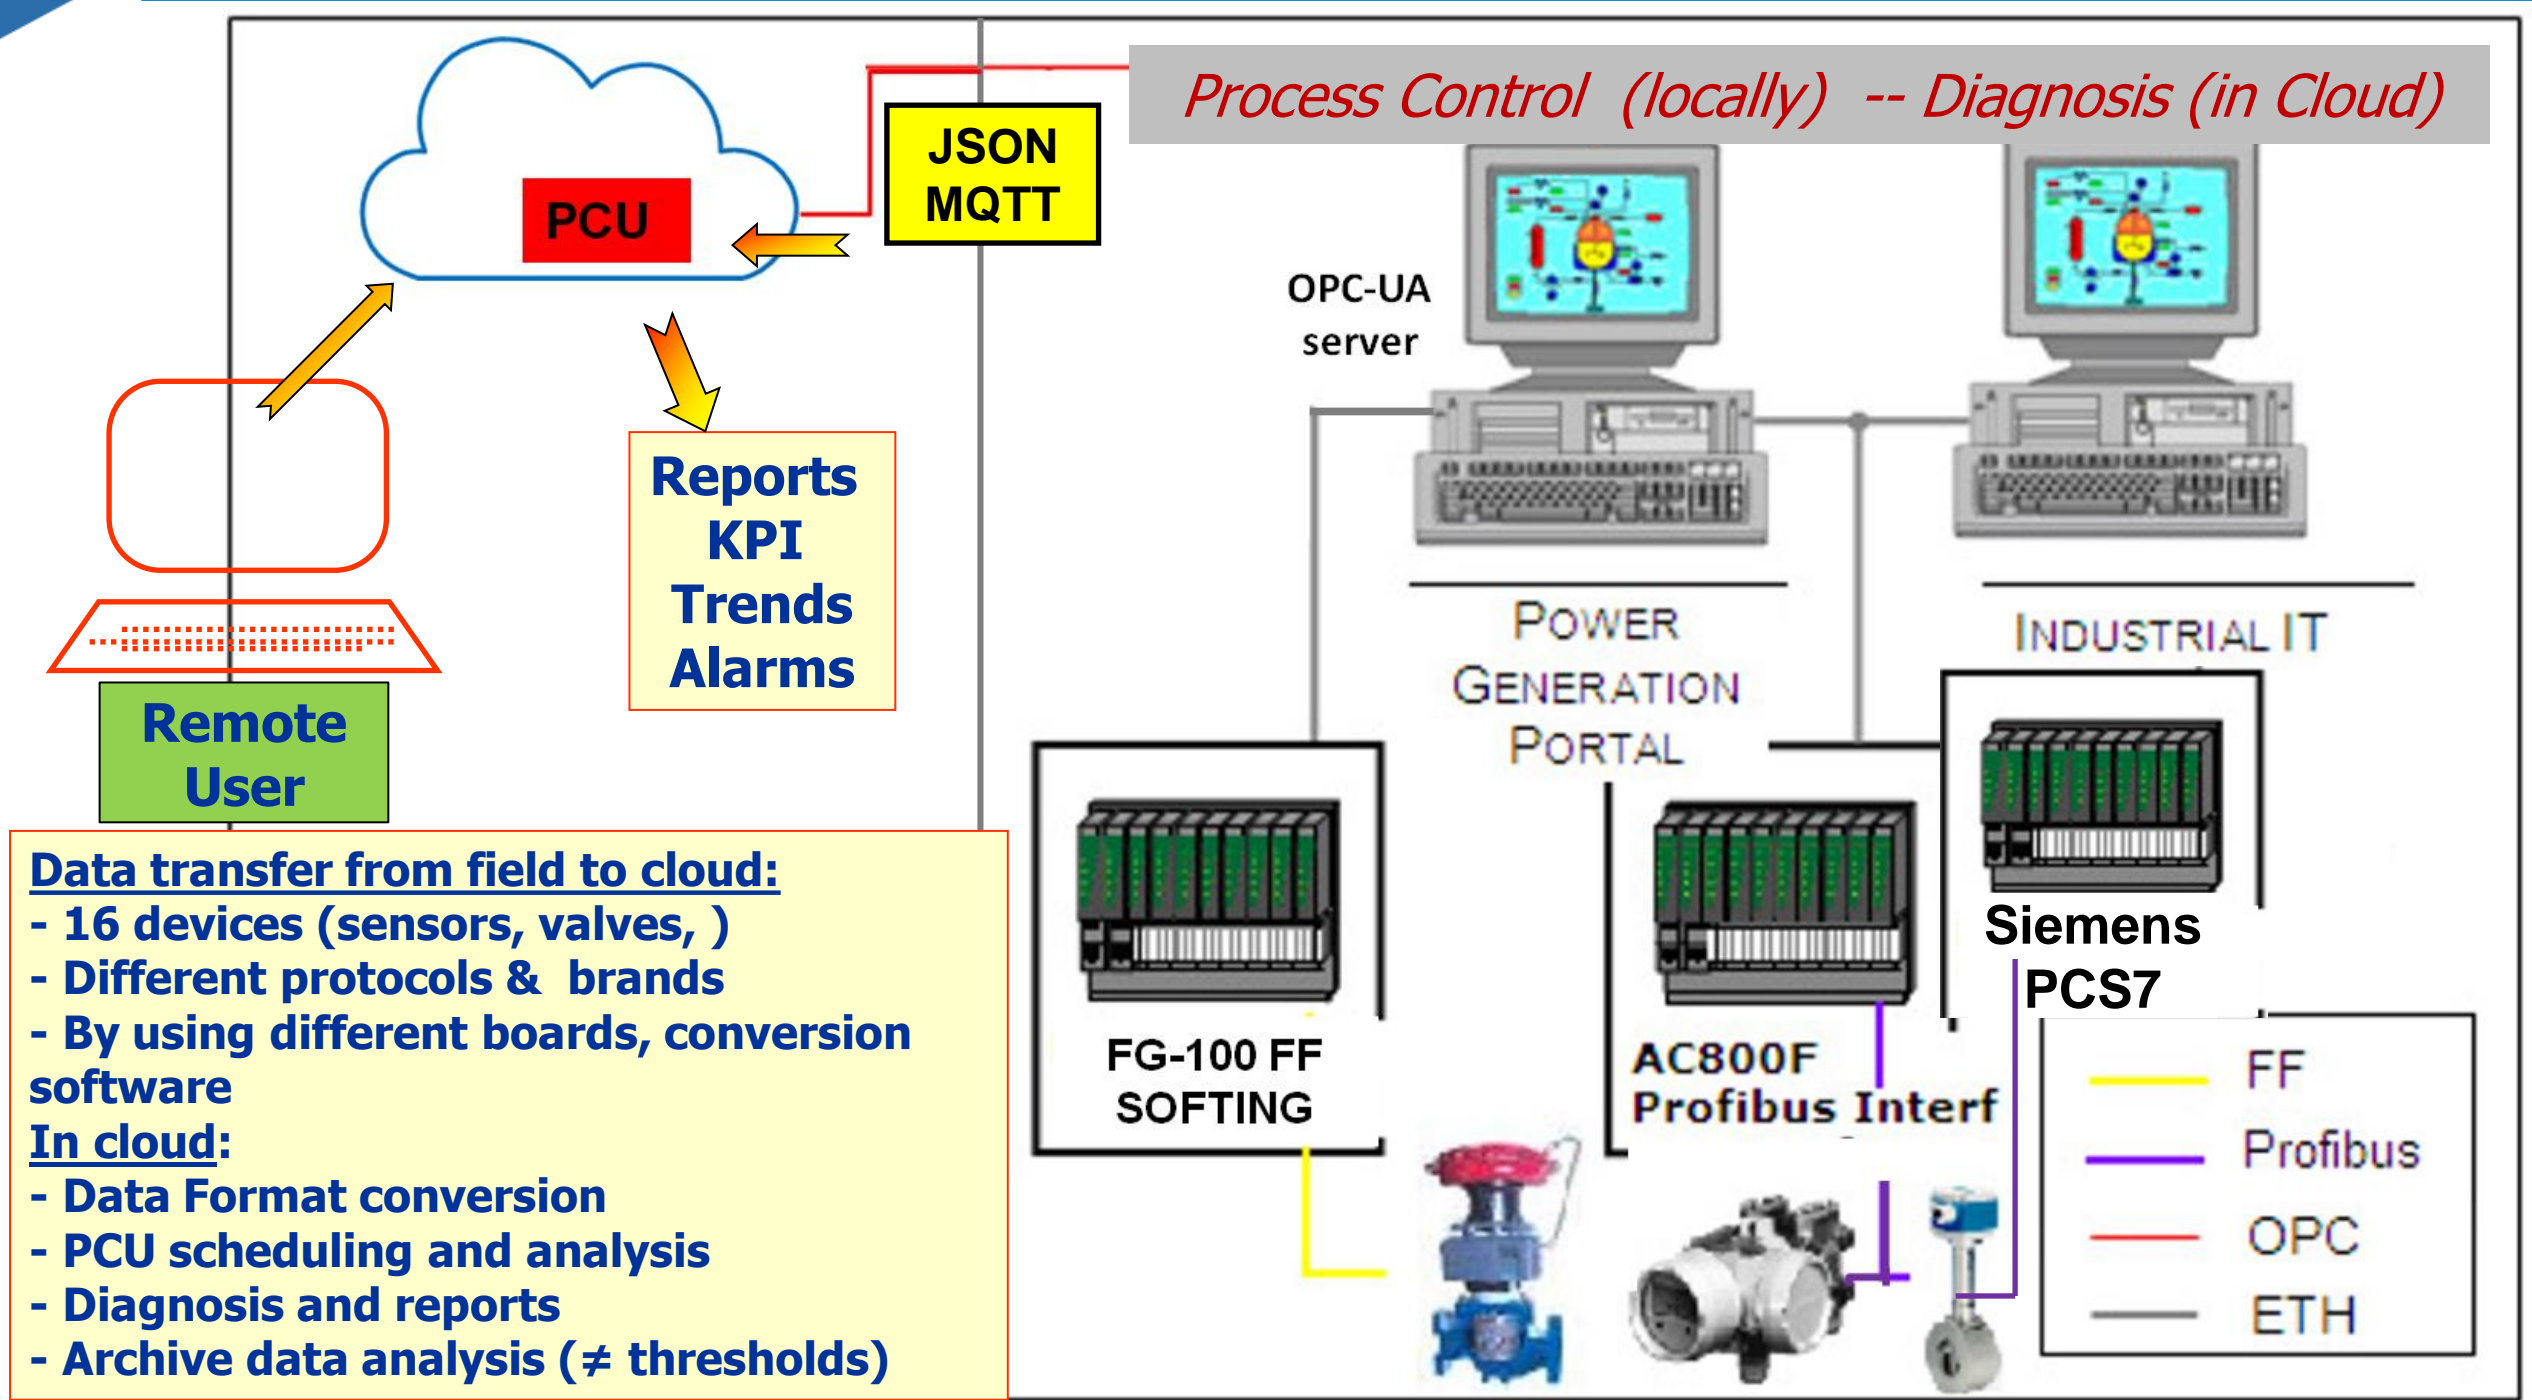 Process Control (locally) -- Diagnosis (in Cloud)
JSON
MQTT
PCU
OPC-UA
server
Reports
KPI
Trends
Alarms
POWER
GENERATION
PORTAL
INDUSTRIAL IT
Remote
User
Data transfer from field to cloud:
- 16 devices (sensors, valves, )
- Different protocols & brands
- By using different boards, conversion
software
In cloud:
- Data Format conversion
- PCU scheduling and analysis
- Diagnosis and reports
- Archive data analysis (≠ thresholds)
FG-100 FF
SOFTING
AC800F
Profibus Interf
Siemens
PCS7
FF
Profibus
OPC
ETH